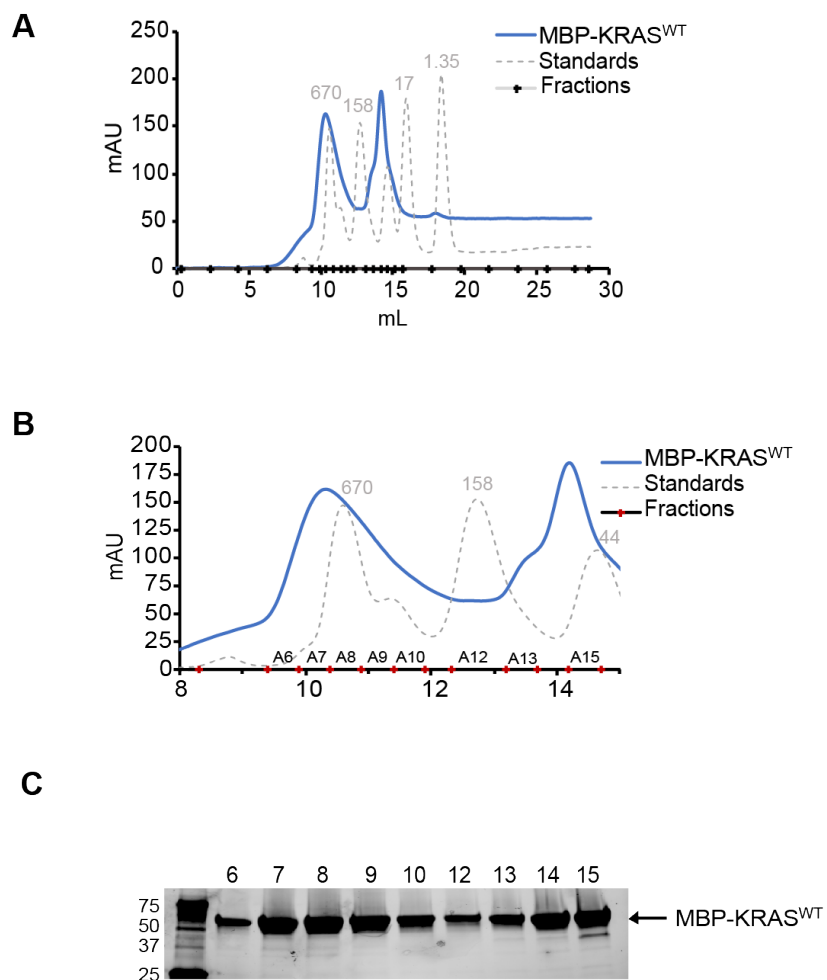 A
250
200
150
100
50
0
mAU
670
158
17
1.35
MBP-KRASWT
Standards
Fractions
0 5 10 15 20 25 30
mL
B
200
175
150
125
100
75
50
25
0
mAU
670
158
44
MBP-KRASWT
Standards
Fractions
A6 A7 A8 A9 A10 A12 A13 A15
8 10 12 14
C
6 7 8 9 10 12 13 14 15
75
50
37
25
MBP-KRASWT